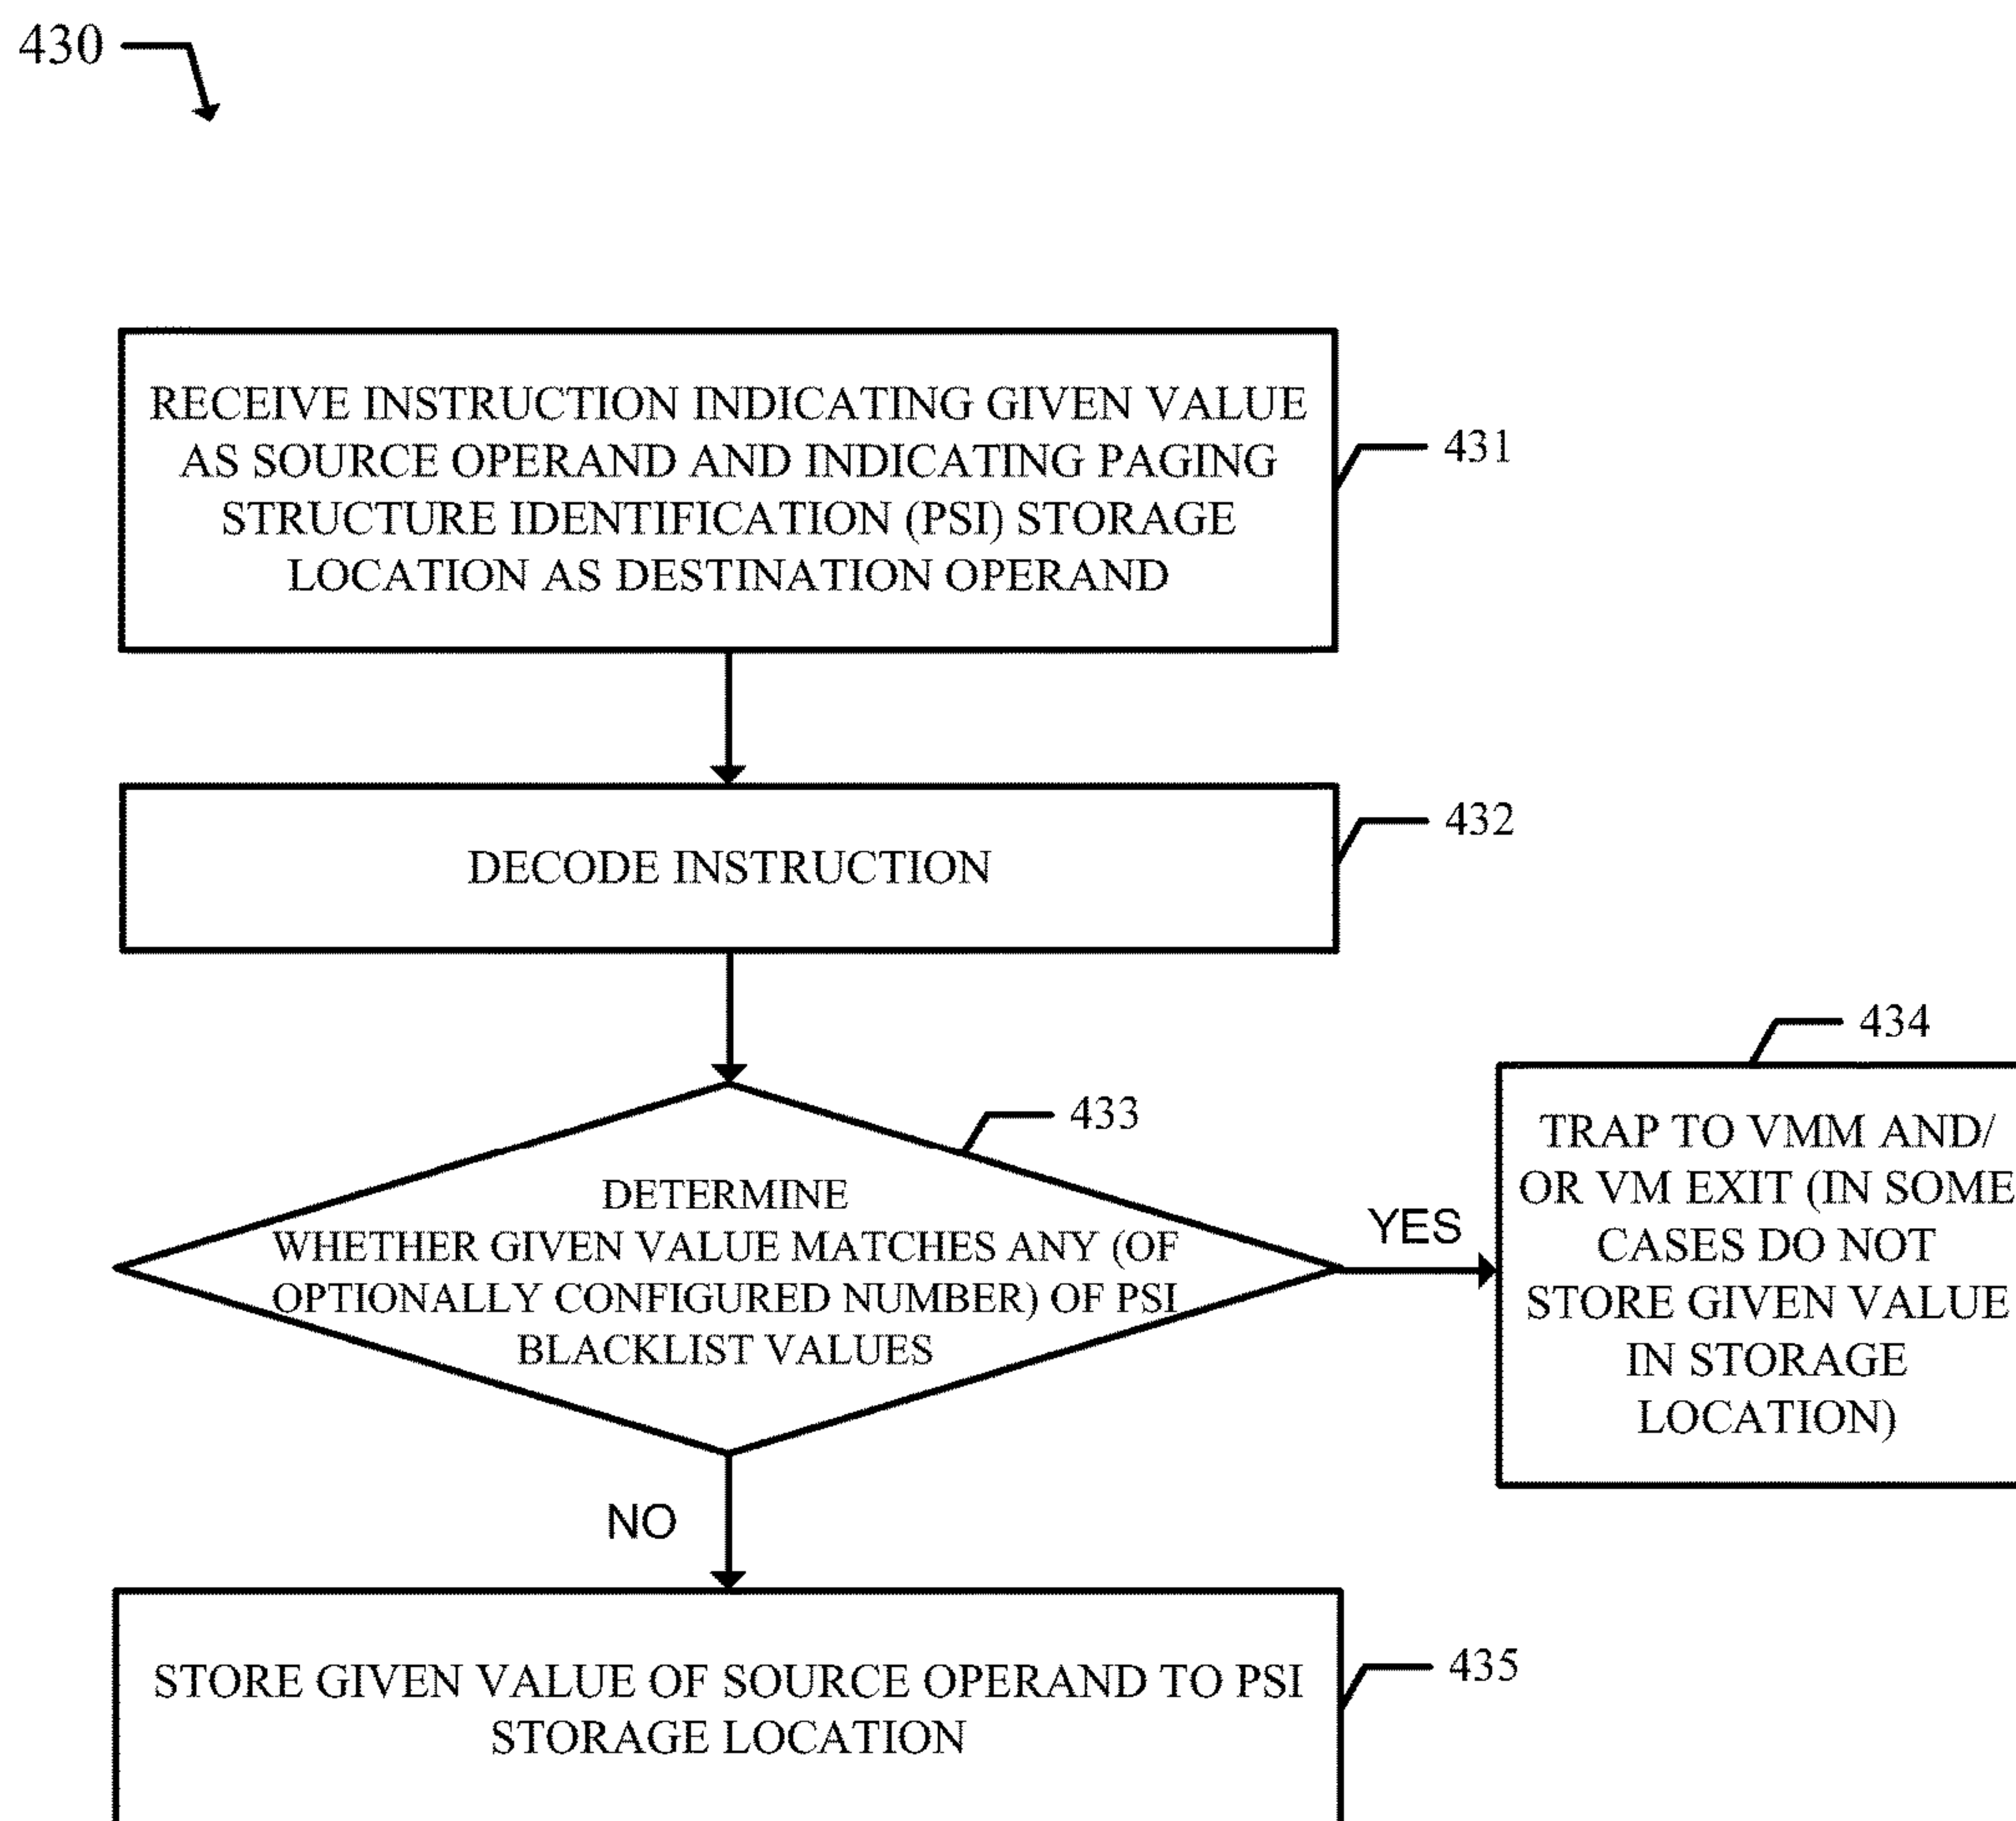 430
RECEIVE INSTRUCTION INDICATING GIVEN VALUE
AS SOURCE OPERAND AND INDICATING PAGING
STRUCTURE IDENTIFICATION (PSI) STORAGE
LOCATION AS DESTINATION OPERAND
431
DECODE INSTRUCTION
432
DETERMINE
WHETHER GIVEN VALUE MATCHES ANY (OF
OPTIONALLY CONFIGURED NUMBER) OF PSI
BLACKLIST VALUES
433
YES
434
TRAP TO VMM AND/
OR VM EXIT (IN SOME
CASES DO NOT
STORE GIVEN VALUE
IN STORAGE
LOCATION)
NO
STORE GIVEN VALUE OF SOURCE OPERAND TO PSI
STORAGE LOCATION
435